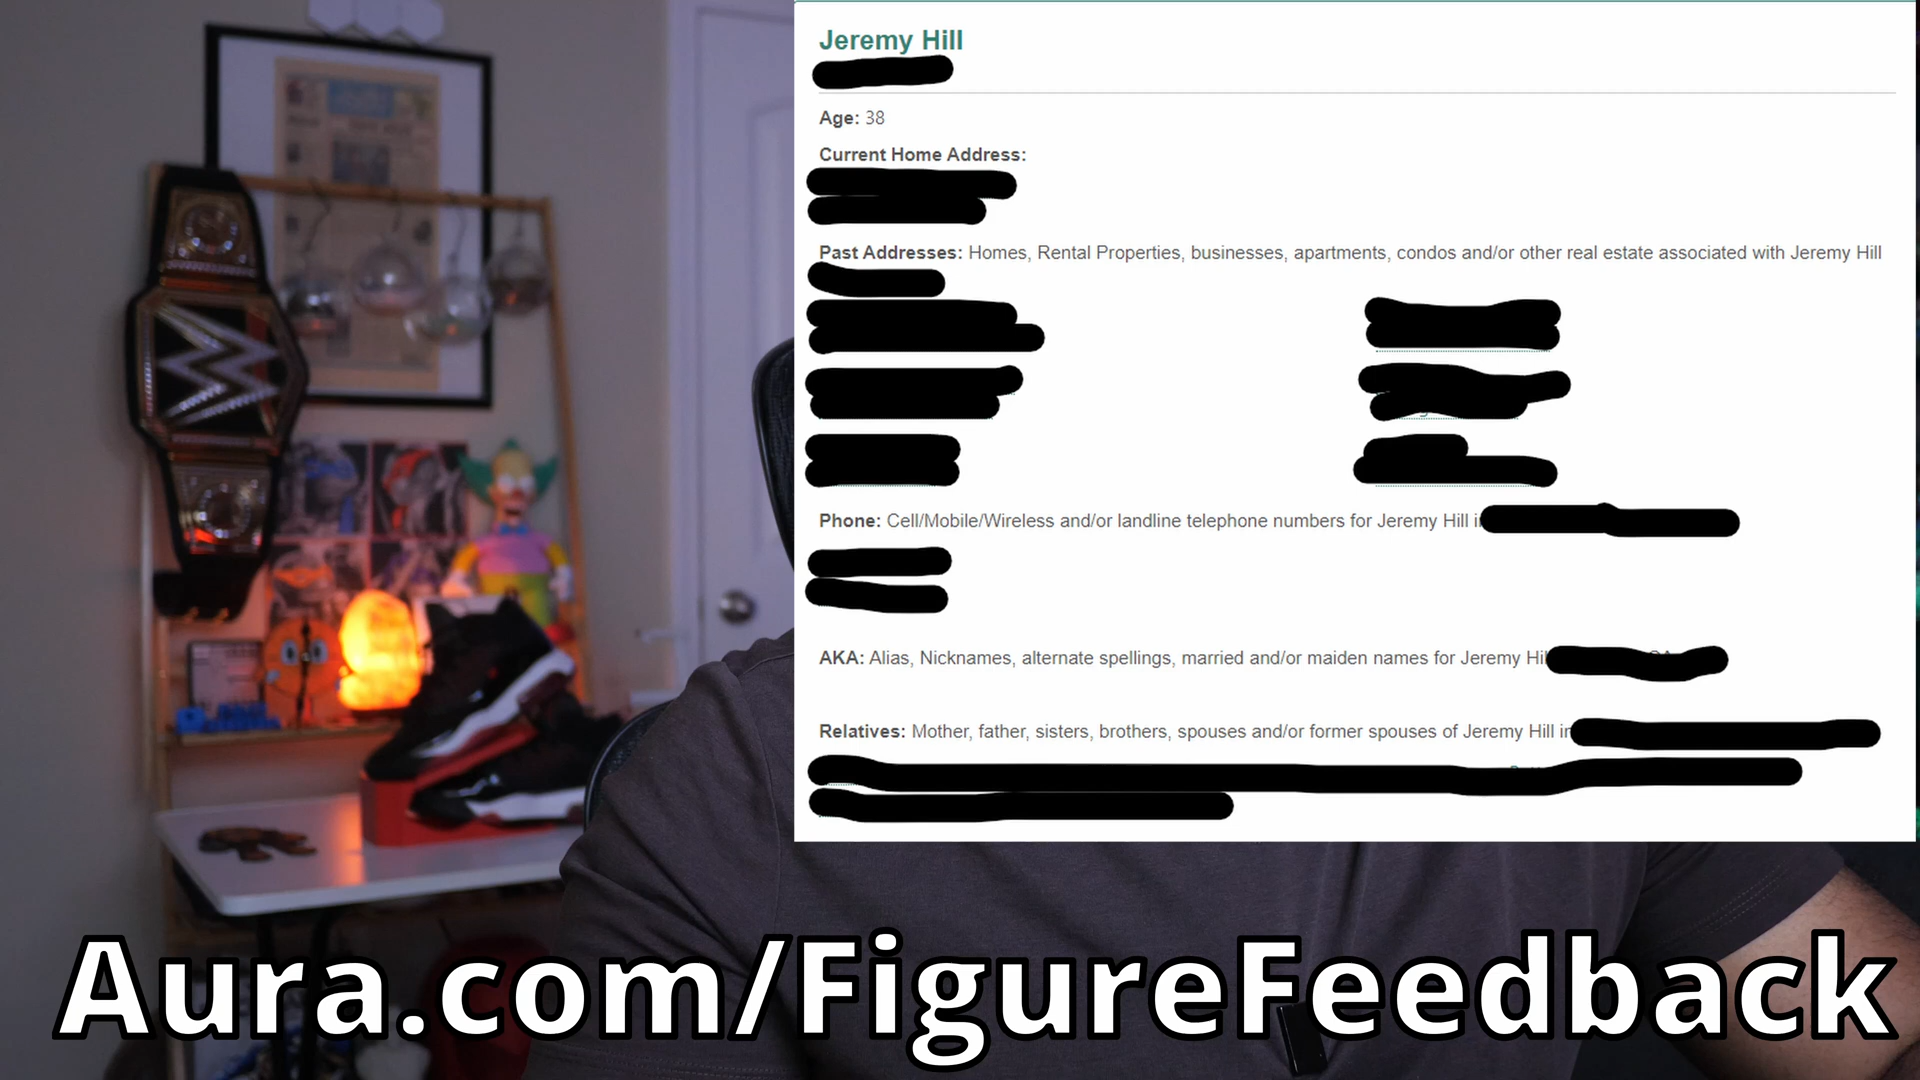 Jeremy Hill
Age: 38
Current Home Address:
Past Addresses: Homes, Rental Properties, businesses, apartments, condos and/or other real estate associated with Jeremy Hill
Phone: Cell/Mobile/Wireless and/or landline telephone numbers for Jeremy Hill
AKA: Alias, Nicknames, alternate spellings, married and/or maiden names for Jeremy
Relatives: Mother, father, sisters, brothers, spouses and/or former spouses of Jeremy Hill in
Aura.com/FigureFeedback